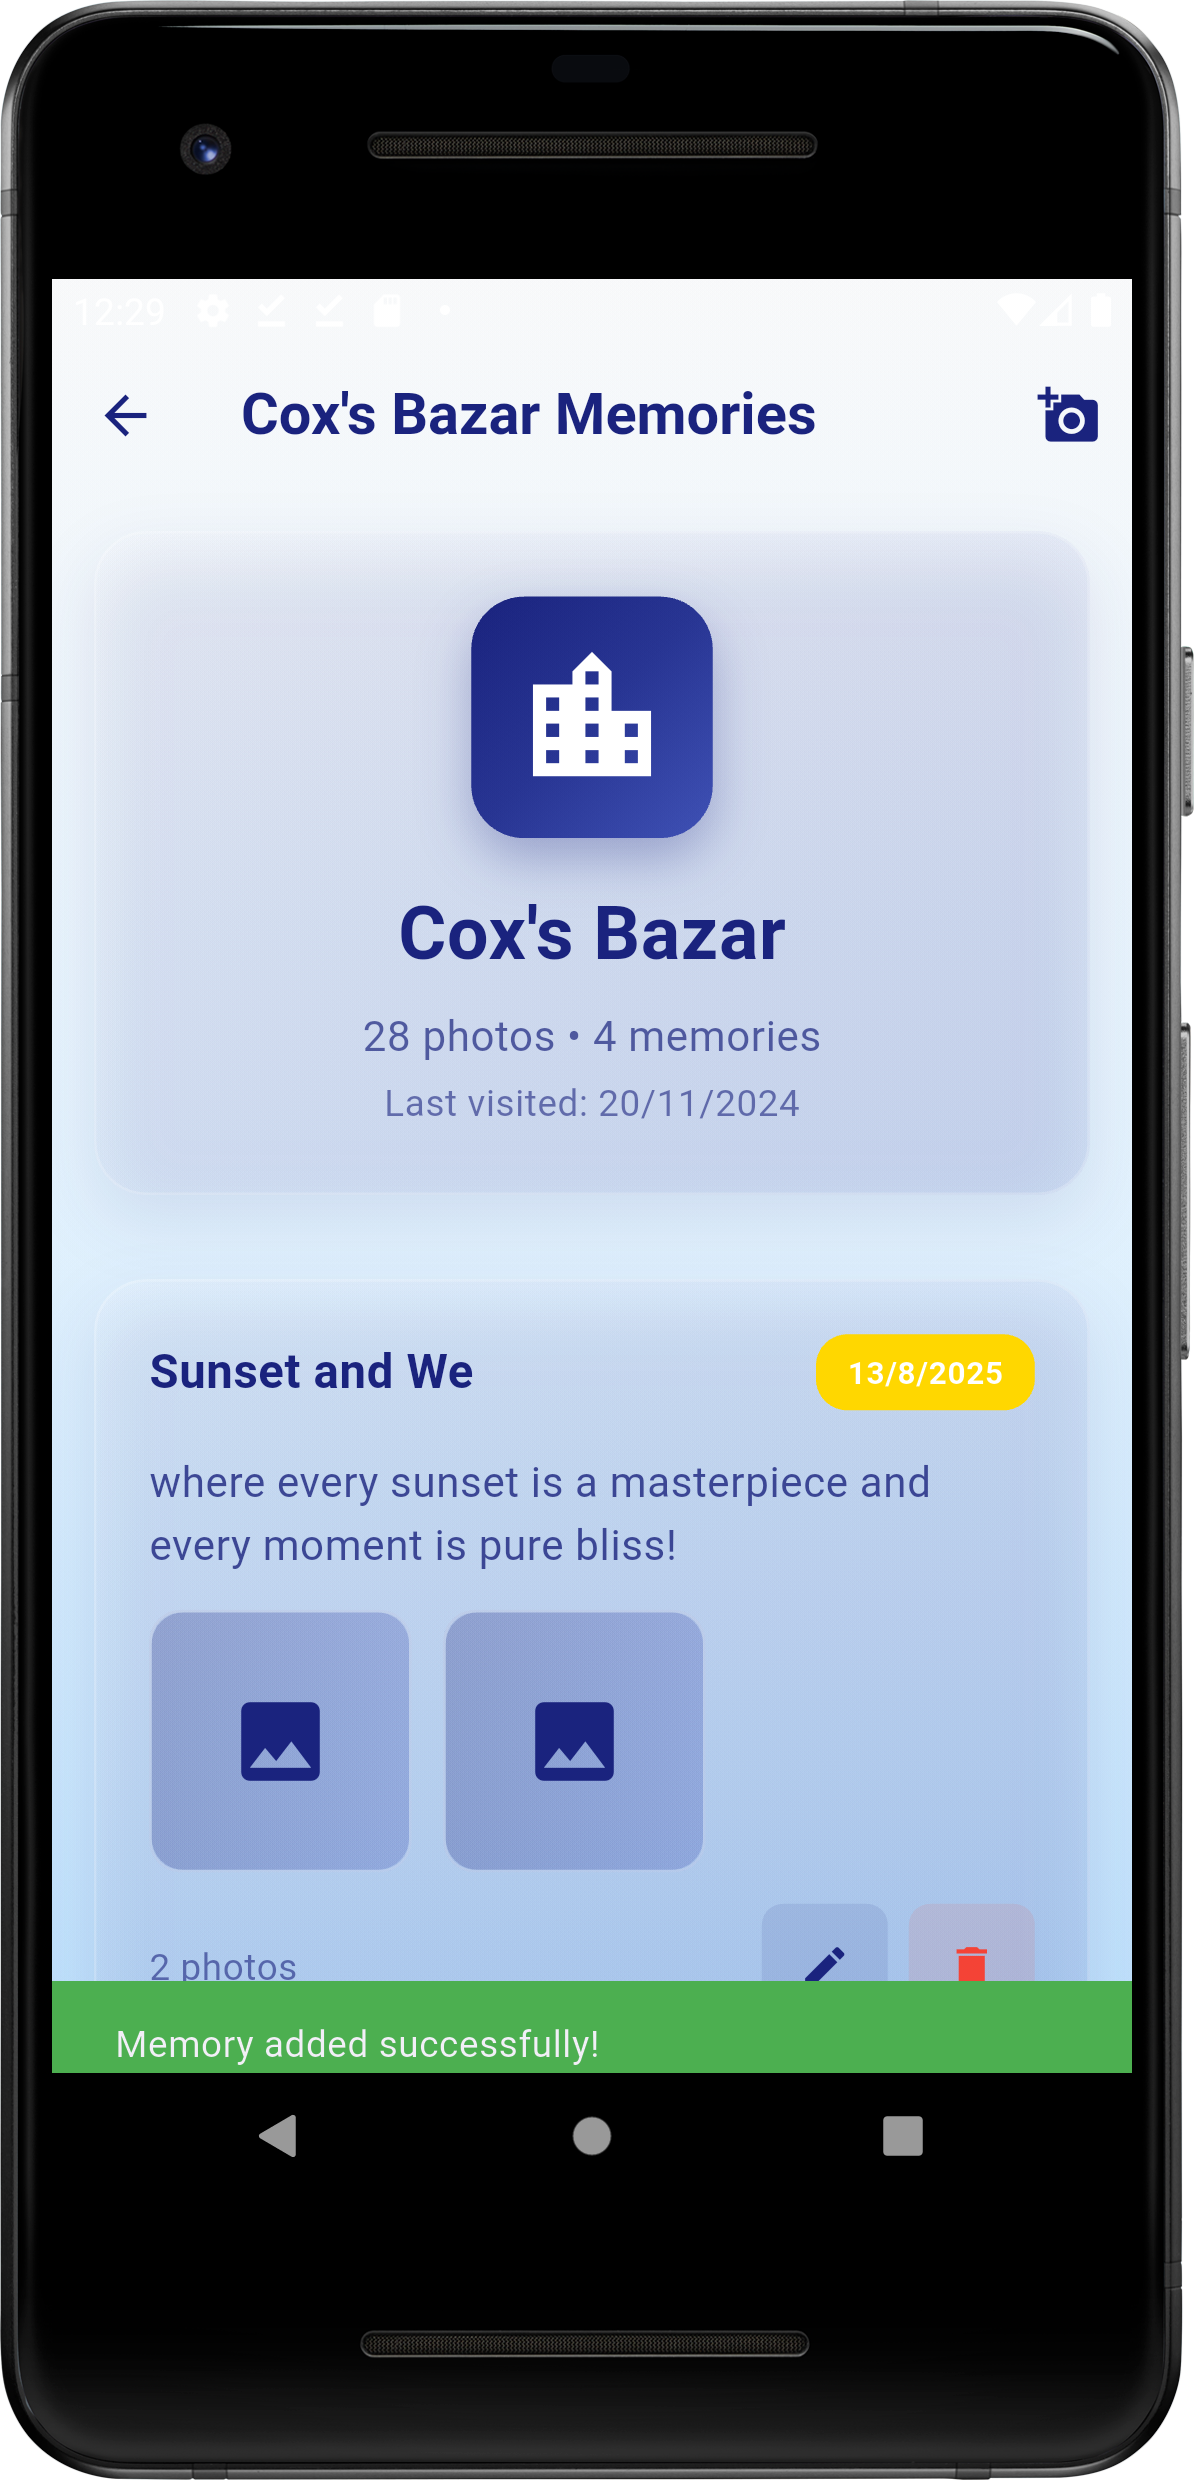 12:29
Cox's Bazar Memories
Cox's Bazar
28 photos • 4 memories
Last visited: 20/11/2024
Sunset and We
13/8/2025
where every sunset is a masterpiece and
every moment is pure bliss!
2 photos
Memory added successfully!